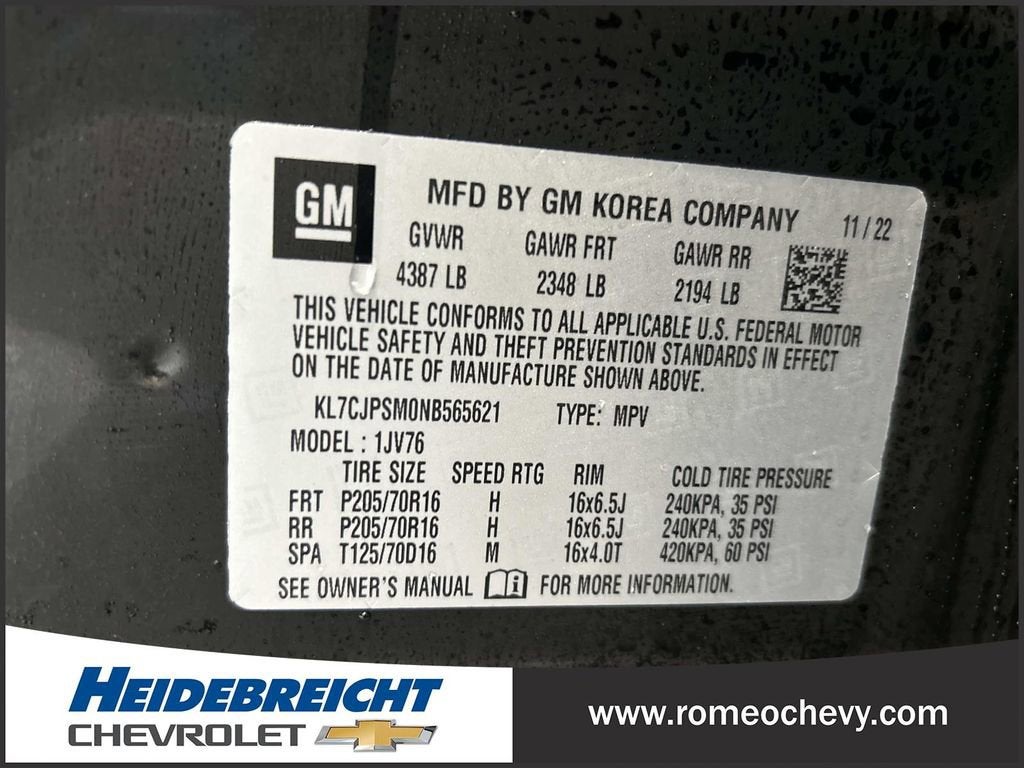 GM
MFD BY GM KOREA COMPANY 11/22
GVWR GAWR FRT GAWR RR
4387 LB 2348 LB 2194 LB
THIS VEHICLE CONFORMS TO ALL APPLICABLE U.S. FEDERAL MOTOR
VEHICLE SAFETY AND THEFT PREVENTION STANDARDS IN EFFECT
ON THE DATE OF MANUFACTURE SHOWN ABOVE.
KL7CJPSM0NB565621 TYPE: MPV
MODEL : 1JV76
TIRE SIZE SPEED RTG RIM COLD TIRE PRESSURE
FRT P205/70R16 H 16x6.5J 240KPA, 35 PSI
RR P205/70R16 H 16x6.5J 240KPA, 35 PSI
SPA T125/70D16 M 16x4.0T 420KPA, 60 PSI
SEE OWNER'S MANUAL FOR MORE INFORMATION.
HEIDEBREICHT
CHEVROLET
www.romeochevy.com